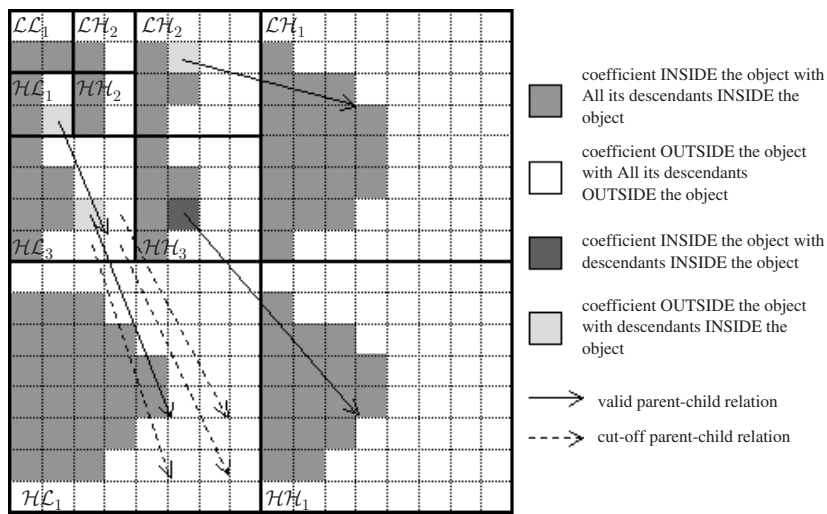 LL₁ LH₂ LH₂ LH₁
HL₁ HH₂
HL₃ HH₃
HL₁ HH₁
coefficient INSIDE the object with
All its descendants INSIDE the
object
coefficient OUTSIDE the object
with All its descendants
OUTSIDE the object
coefficient INSIDE the object with
descendants INSIDE the object
coefficient OUTSIDE the object
with descendants INSIDE the
object
valid parent-child relation
cut-off parent-child relation